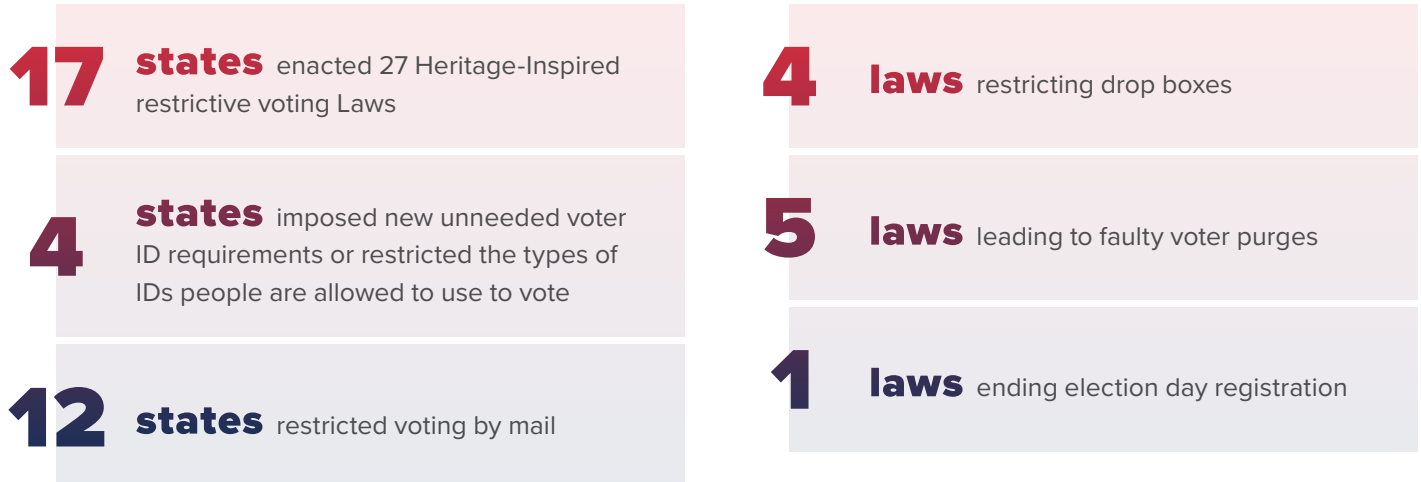 17 states enacted 27 Heritage-Inspired
restrictive voting Laws
4 states imposed new unneeded voter
ID requirements or restricted the types of
IDs people are allowed to use to vote
12 states restricted voting by mail
4 laws restricting drop boxes
5 laws leading to faulty voter purges
1 laws ending election day registration